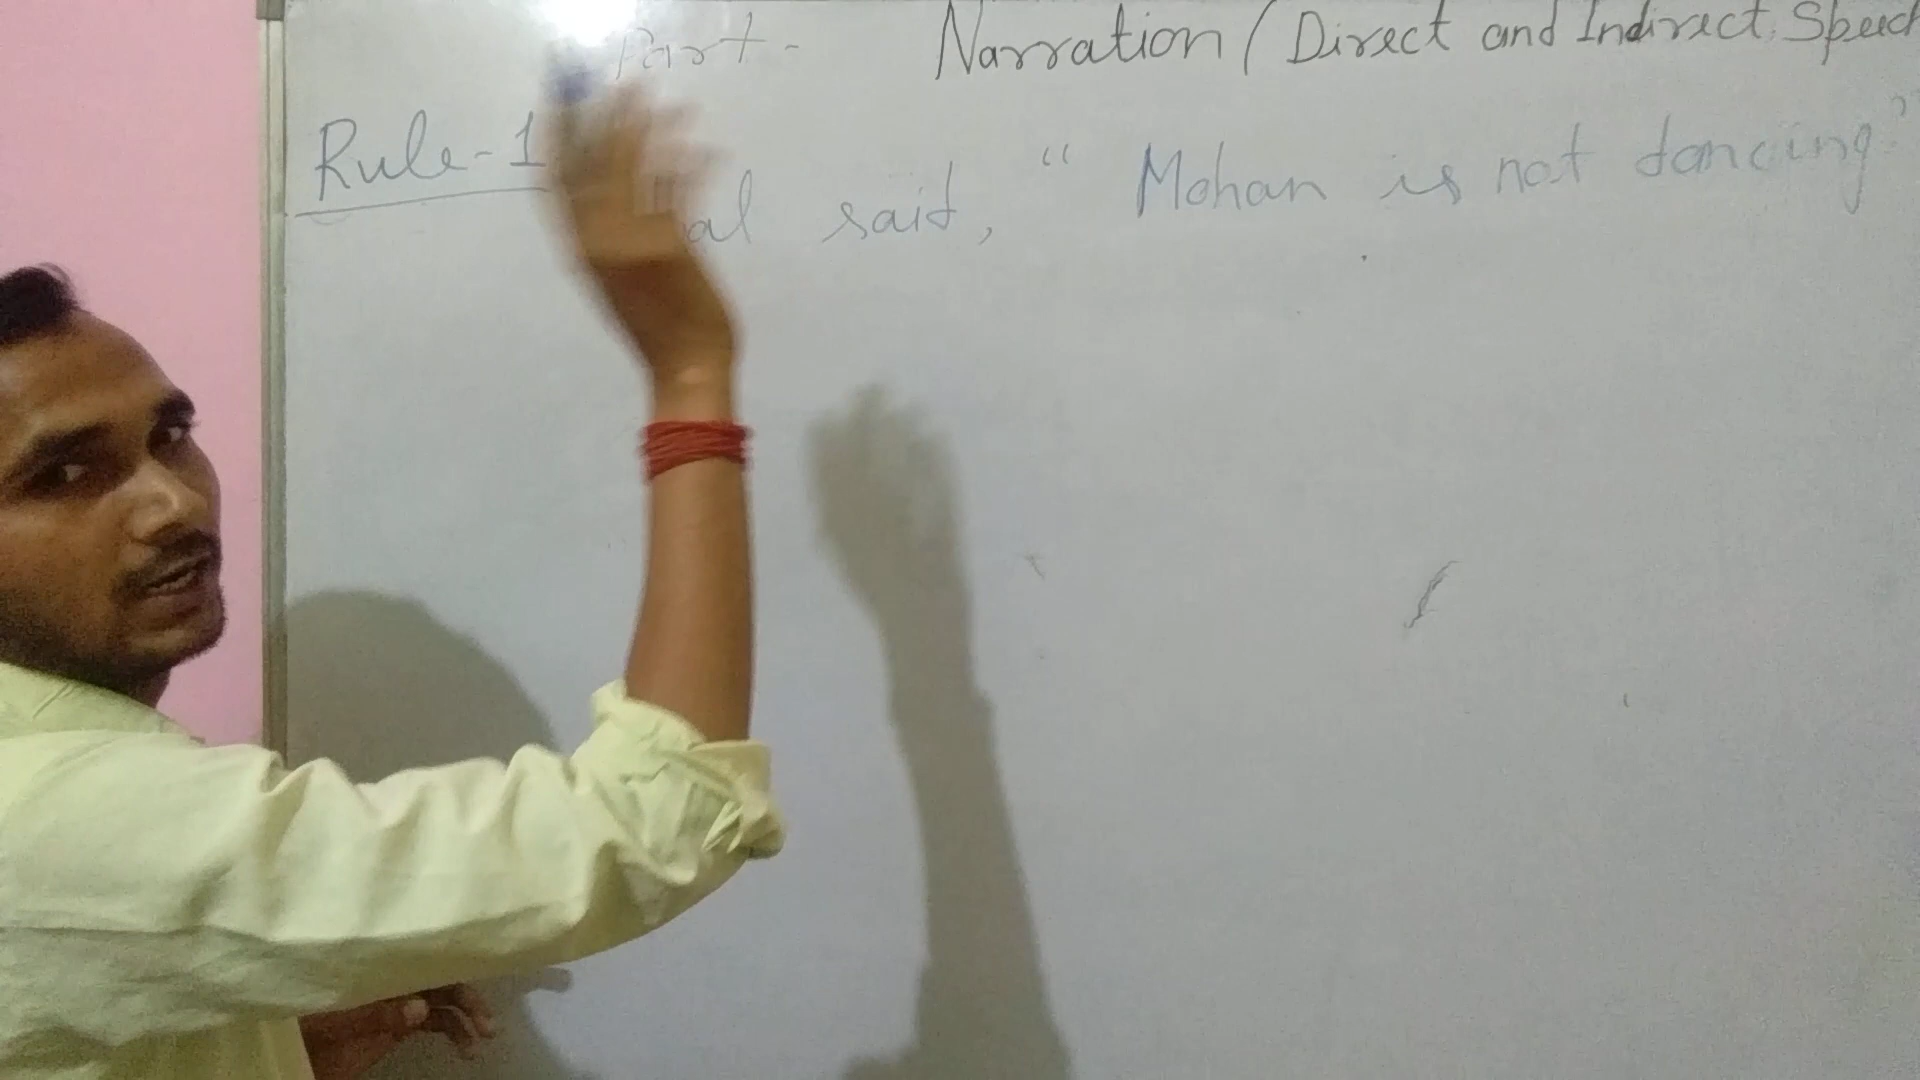 Part - Narration / Direct and Indirect Speech
Rule-1
said, " Mohan is not dancing"